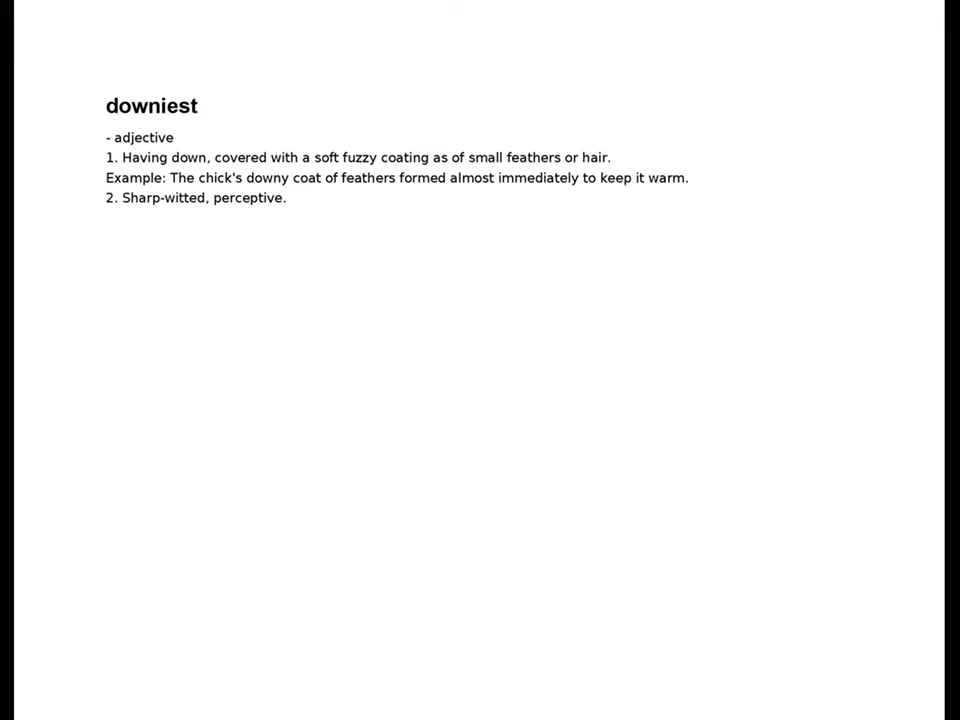 downiest
- adjective
1. Having down, covered with a soft fuzzy coating as of small feathers or hair.
Example: The chick's downy coat of feathers formed almost immediately to keep it warm.
2. Sharp-witted, perceptive.